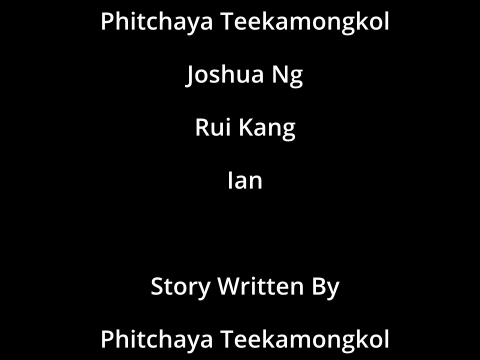 Phitchaya Teekamongkol
Joshua Ng
Rui Kang
Ian
Story Written By
Phitchaya Teekamongkol